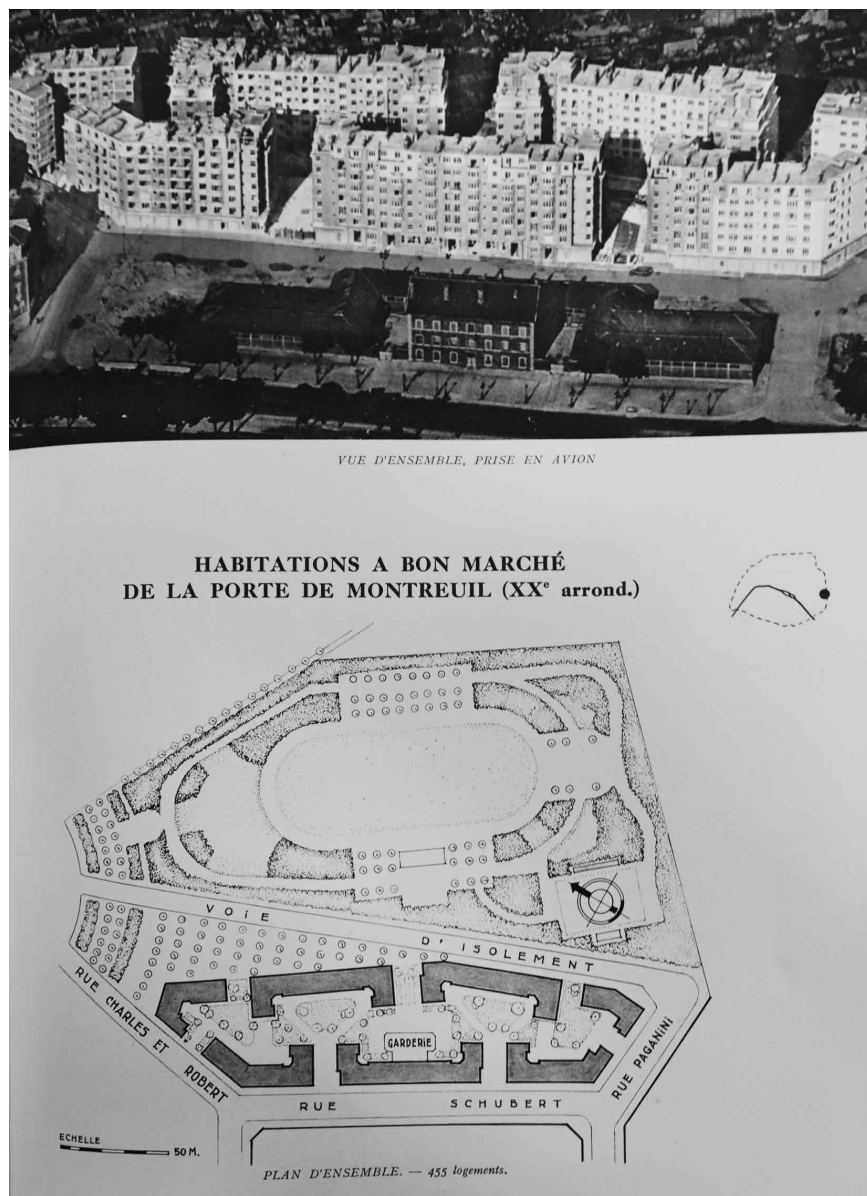 VUE D'ENSEMBLE, PRISE EN AVION
HABITATIONS A BON MARCHÉ
DE LA PORTE DE MONTREUIL (XXe arrond.)
VOIE D'ISOLEMENT
RUE CHARLES ET ROBERT
GARDERIE
RUE PAGANINI
RUE SCHUBERT
ECHELLE
50 M.
PLAN D'ENSEMBLE. — 455 logements.